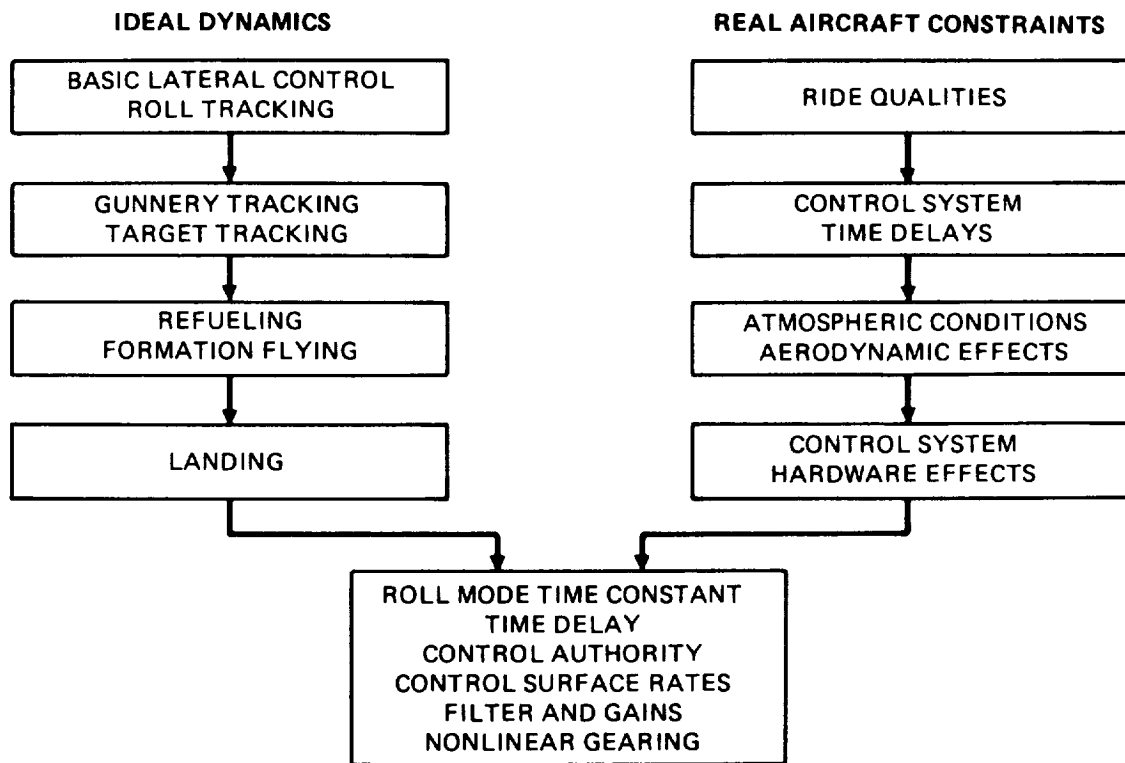 IDEAL DYNAMICS
BASIC LATERAL CONTROL
ROLL TRACKING
GUNNERY TRACKING
TARGET TRACKING
REFUELING
FORMATION FLYING
LANDING
REAL AIRCRAFT CONSTRAINTS
RIDE QUALITIES
CONTROL SYSTEM
TIME DELAYS
ATMOSPHERIC CONDITIONS
AERODYNAMIC EFFECTS
CONTROL SYSTEM
HARDWARE EFFECTS
ROLL MODE TIME CONSTANT
TIME DELAY
CONTROL AUTHORITY
CONTROL SURFACE RATES
FILTER AND GAINS
NONLINEAR GEARING